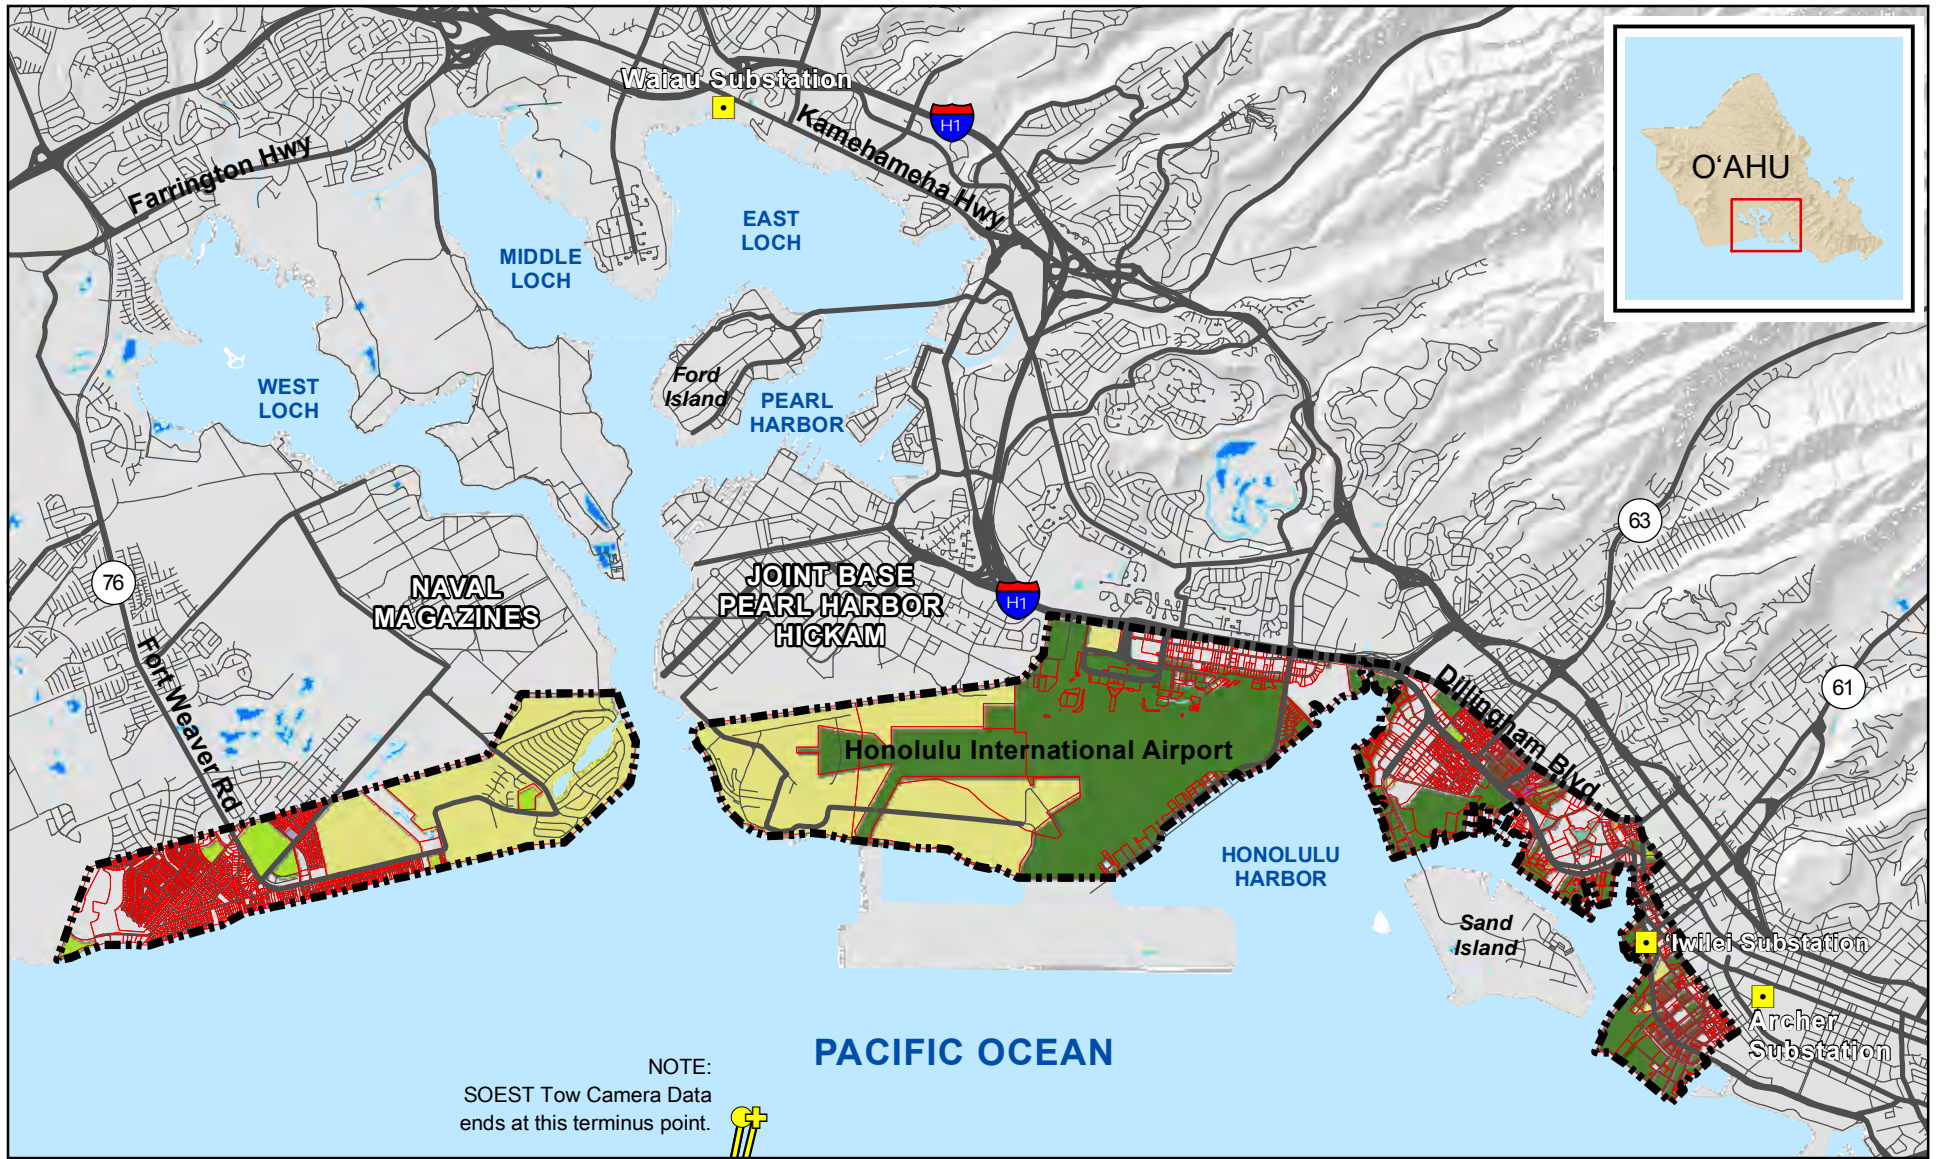 Waiau Substation
H1
Kamehameha Hwy
Farrington Hwy
O‘AHU
EAST
LOCH
MIDDLE
LOCH
WEST
LOCH
Ford
Island
PEARL
HARBOR
63
76
NAVAL
MAGAZINES
JOINT BASE
PEARL HARBOR
HICKAM
H1
61
Fort Weaver Rd
Dillingham Blvd
Honolulu International Airport
HONOLULU
HARBOR
Sand
Island
‘Iwilei Substation
Archer
Substation
PACIFIC OCEAN
NOTE:
SOEST Tow Camera Data
ends at this terminus point.